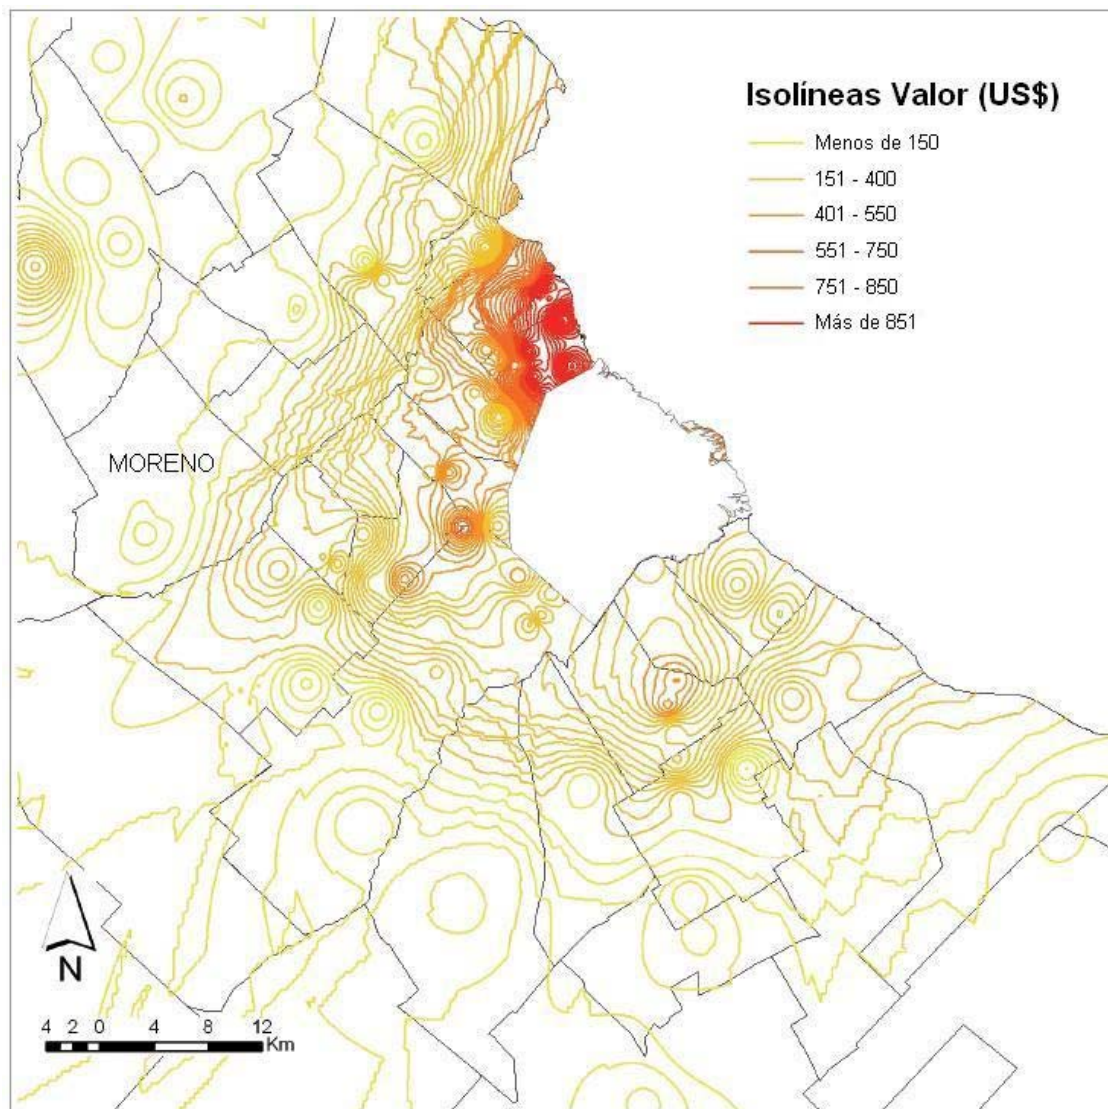 Isolíneas Valor (US$)
Menos de 150
151 - 400
401 - 550
551 - 750
751 - 850
Más de 851
MORENO
N
4 2 0 4 8 12
Km